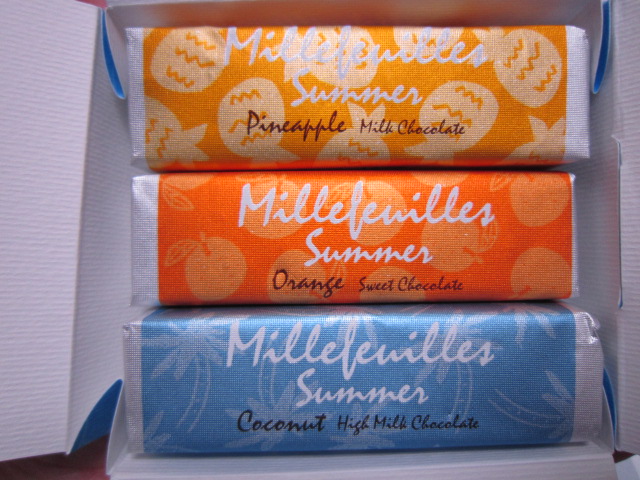 Millefeuilles
Summer
Pineapple Milk Chocolate
Millefeuilles
Summer
Orange Sweet Chocolate
Millefeuilles
Summer
Coconut High Milk Chocolate